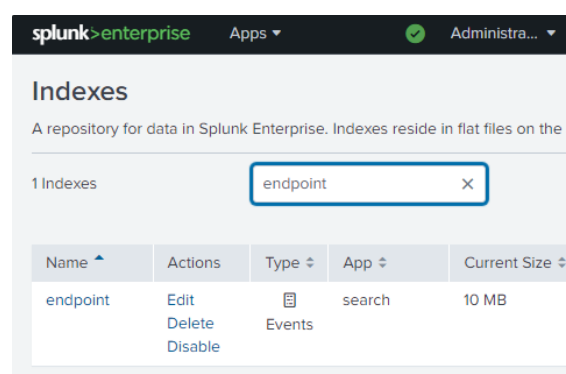 splunk>enterprise Apps Administra...
Indexes
A repository for data in Splunk Enterprise. Indexes reside in flat files on the
1 Indexes endpoint
Name Actions Type App Current Size
endpoint Edit Events search 10 MB
Delete
Disable